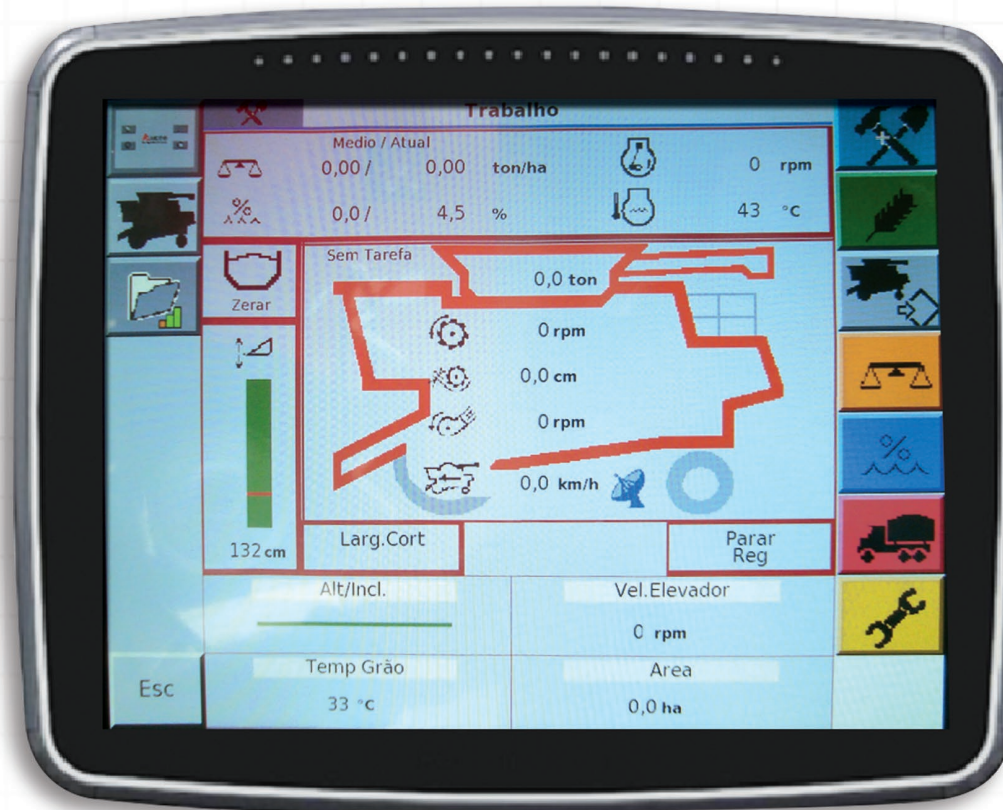 Trabalho
Medio / Atual
0,00 / 0,00 ton/ha
0 rpm
% 0,0 / 4,5 %
43 °C
Zerar
Sem Tarefa
0,0 ton
0 rpm
0,0 cm
0 rpm
0,0 km/h
132 cm
Larg.Cort
Parar
Reg
Alt/Incl.
Vel.Elevador
0 rpm
Temp Grão
33 °C
Area
0,0 ha
%
Esc